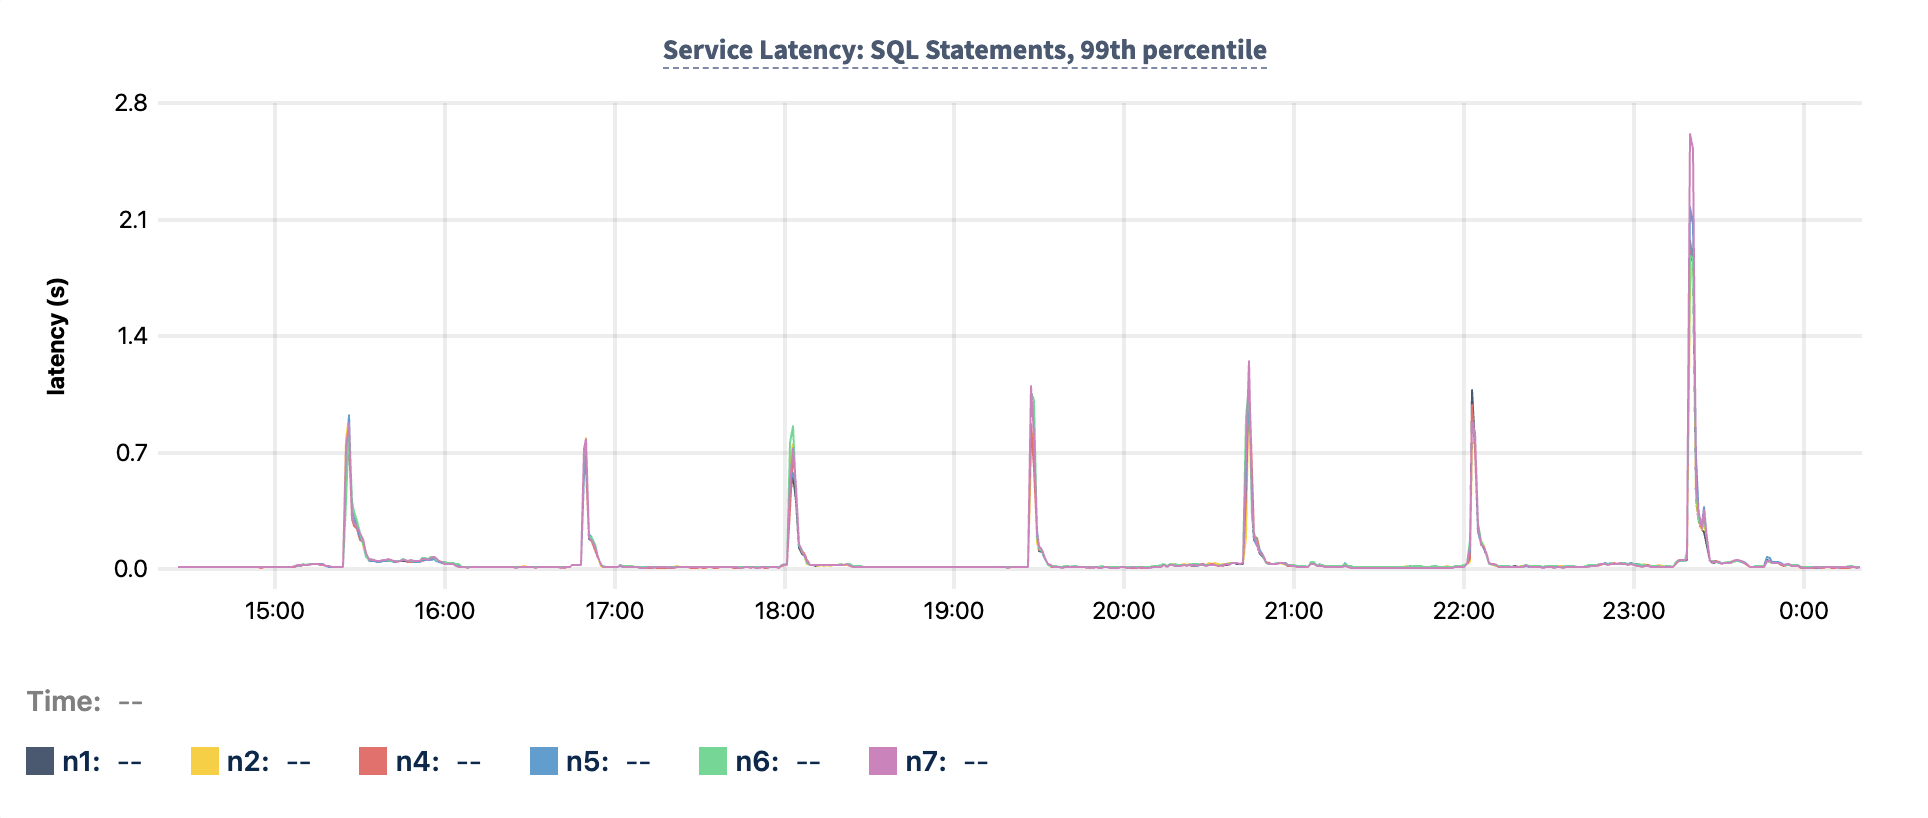 Service Latency: SQL Statements, 99th percentile
2.8
2.1
1.4
0.7
0.0
latency (s)
15:00 16:00 17:00 18:00 19:00 20:00 21:00 22:00 23:00 0:00
Time: --
n1: -- n2: -- n4: -- n5: -- n6: -- n7: --